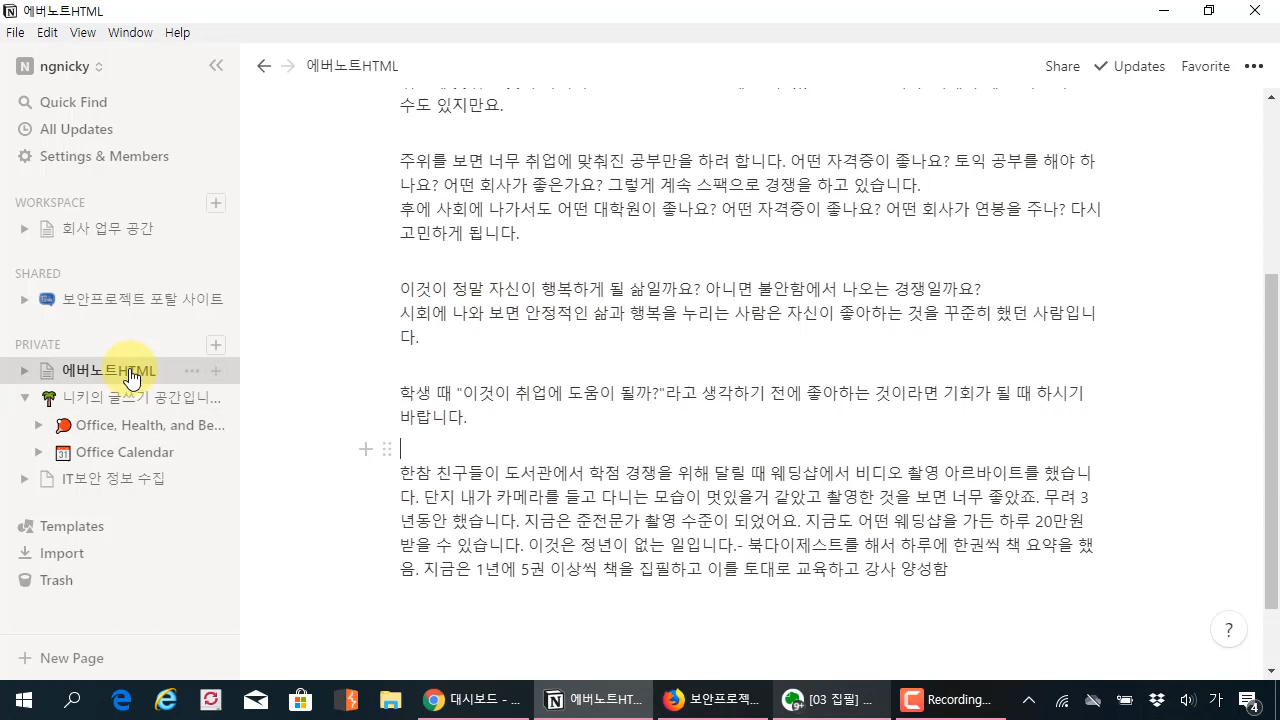 에버노트HTML
File Edit View Window Help
N ngnicky
에버노트HTML
Share Updates Favorite
Quick Find
All Updates
Settings & Members
WORKSPACE
회사 업무 공간
SHARED
보안프로젝트 포탈 사이트
PRIVATE
에버노트HTML
니키의 글쓰기 공간입니...
Office, Health, and Be...
Office Calendar
IT보안 정보 수집
Templates
Import
Trash
New Page
수도 있지만요.
주위를 보면 너무 취업에 맞춰진 공부만을 하려 합니다. 어떤 자격증이 좋나요? 토익 공부를 해야 하
나요? 어떤 회사가 좋은가요? 그렇게 계속 스팩으로 경쟁을 하고 있습니다.
후에 사회에 나가서도 어떤 대학원이 좋나요? 어떤 자격증이 좋나요? 어떤 회사가 연봉을 주나? 다시
고민하게 됩니다.
이것이 정말 자신이 행복하게 될 삶일까요? 아니면 불안함에서 나오는 경쟁일까요?
시회에 나와 보면 안정적인 삶과 행복을 누리는 사람은 자신이 좋아하는 것을 꾸준히 했던 사람입니
다.
학생 때 "이것이 취업에 도움이 될까?"라고 생각하기 전에 좋아하는 것이라면 기회가 될 때 하시기
바랍니다.
한참 친구들이 도서관에서 학점 경쟁을 위해 달릴 때 웨딩샵에서 비디오 촬영 아르바이트를 했습니
다. 단지 내가 카메라를 들고 다니는 모습이 멋있을거 같았고 촬영한 것을 보면 너무 좋았죠. 무려 3
년동안 했습니다. 지금은 준전문가 촬영 수준이 되었어요. 지금도 어떤 웨딩샵을 가든 하루 20만원
받을 수 있습니다. 이것은 정년이 없는 일입니다.- 북다이제스트를 해서 하루에 한권씩 책 요약을 했
음. 지금은 1년에 5권 이상씩 책을 집필하고 이를 토대로 교육하고 강사 양성함
?
대시보드 - ... 에버노트HT... 보안프로젝... 9+ [03 집필] ... Recording... 가 4